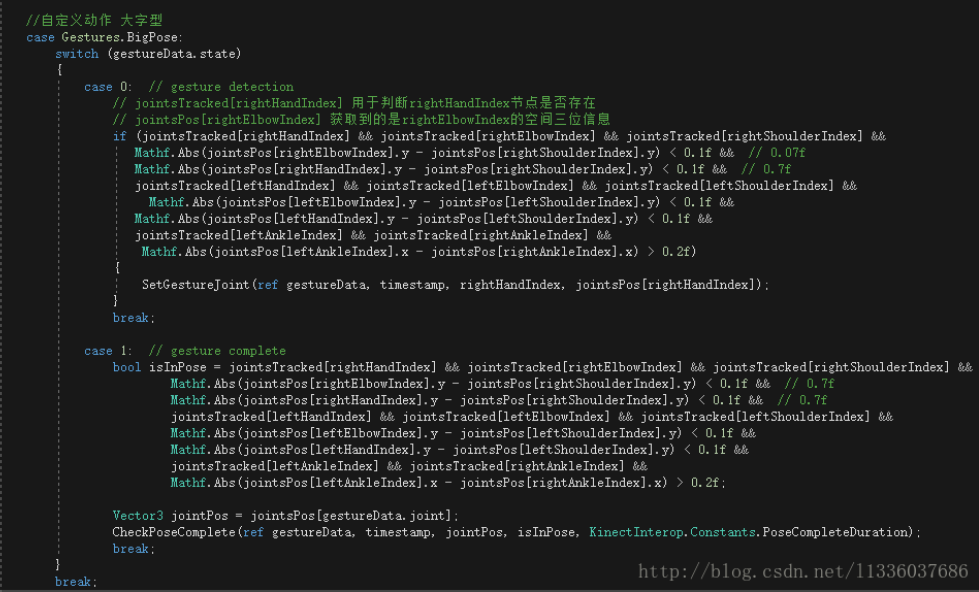 //自定义动作 大字型
case Gestures.BigPose:
switch (gestureData.state)
{
case 0:  // gesture detection
// jointsTracked[rightHandIndex] 用于判断rightHandIndex节点是否存在
// jointsPos[rightElbowIndex] 获取到的是rightElbowIndex的空间三位信息
if (jointsTracked[rightHandIndex] && jointsTracked[rightElbowIndex] && jointsTracked[rightShoulderIndex] &&
Mathf.Abs(jointsPos[rightElbowIndex].y - jointsPos[rightShoulderIndex].y) < 0.1f &&  // 0.07f
Mathf.Abs(jointsPos[rightHandIndex].y - jointsPos[rightShoulderIndex].y) < 0.1f &&  // 0.7f
jointsTracked[leftHandIndex] && jointsTracked[leftElbowIndex] && jointsTracked[leftShoulderIndex] &&
Mathf.Abs(jointsPos[leftElbowIndex].y - jointsPos[leftShoulderIndex].y) < 0.1f &&
Mathf.Abs(jointsPos[leftHandIndex].y - jointsPos[leftShoulderIndex].y) < 0.1f &&
jointsTracked[leftAnkleIndex] && jointsTracked[rightAnkleIndex] &&
Mathf.Abs(jointsPos[leftAnkleIndex].x - jointsPos[rightAnkleIndex].x) > 0.2f)
{
SetGestureJoint(ref gestureData, timestamp, rightHandIndex, jointsPos[rightHandIndex]);
}
break;
case 1:  // gesture complete
bool isInPose = jointsTracked[rightHandIndex] && jointsTracked[rightElbowIndex] && jointsTracked[rightShoulderIndex] &&
Mathf.Abs(jointsPos[rightElbowIndex].y - jointsPos[rightShoulderIndex].y) < 0.1f &&  // 0.7f
Mathf.Abs(jointsPos[rightHandIndex].y - jointsPos[rightShoulderIndex].y) < 0.1f &&  // 0.7f
jointsTracked[leftHandIndex] && jointsTracked[leftElbowIndex] && jointsTracked[leftShoulderIndex] &&
Mathf.Abs(jointsPos[leftElbowIndex].y - jointsPos[leftShoulderIndex].y) < 0.1f &&
Mathf.Abs(jointsPos[leftHandIndex].y - jointsPos[leftShoulderIndex].y) < 0.1f &&
jointsTracked[leftAnkleIndex] && jointsTracked[rightAnkleIndex] &&
Mathf.Abs(jointsPos[leftAnkleIndex].x - jointsPos[rightAnkleIndex].x) > 0.2f;
Vector3 jointPos = jointsPos[gestureData.joint];
CheckPoseComplete(ref gestureData, timestamp, jointPos, isInPose, KinectInterop.Constants.PoseCompleteDuration);
break;
}
break;
http://blog.csdn.net/l1336037686